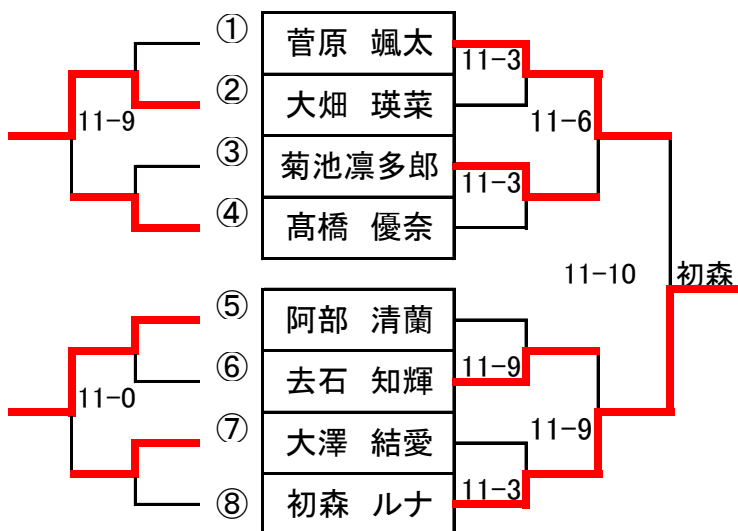 ① 菅原 颯太 11-3
② 大畑 瑛菜
11-9 11-6
③ 菊池凛多郎 11-3
④ 髙橋 優奈
11-10 初森
⑤ 阿部 清蘭
⑥ 去石 知輝 11-9
11-0
⑦ 大澤 結愛 11-9
⑧ 初森 ルナ 11-3